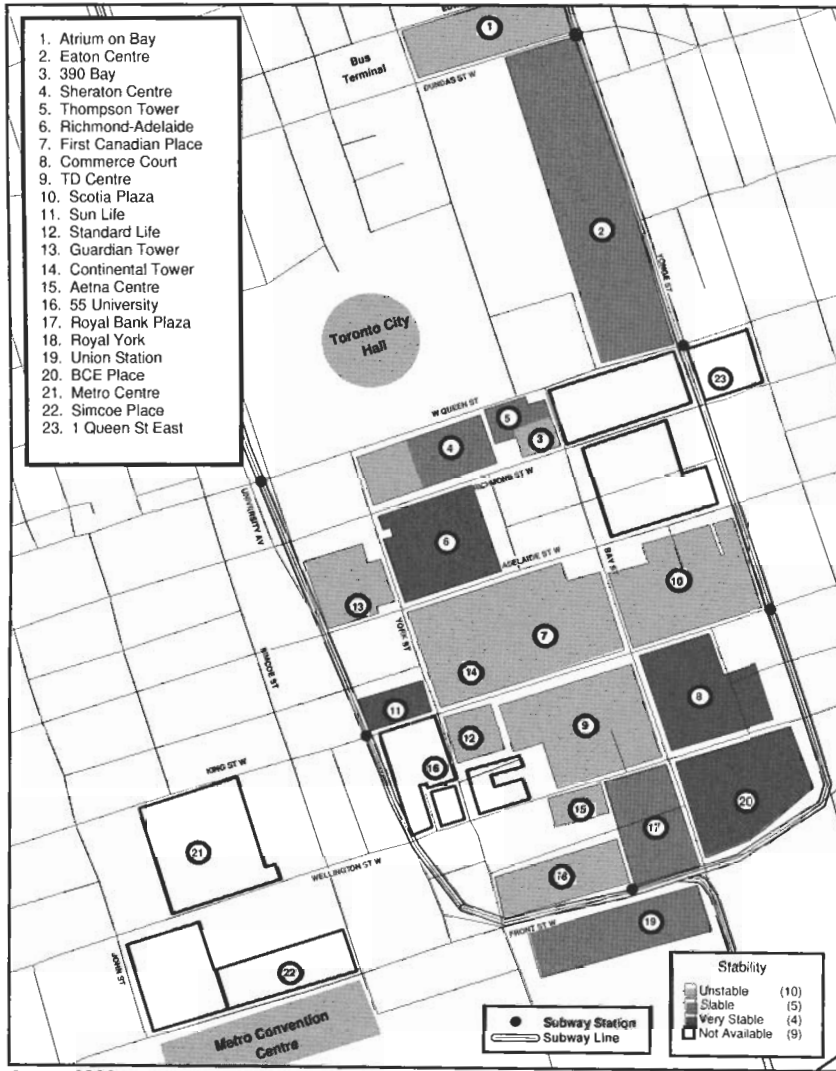 1. Atrium on Bay
2. Eaton Centre
3. 390 Bay
4. Sheraton Centre
5. Thompson Tower
6. Richmond-Adelaide
7. First Canadian Place
8. Commerce Court
9. TD Centre
10. Scotia Plaza
11. Sun Life
12. Standard Life
13. Guardian Tower
14. Continental Tower
15. Aetna Centre
16. 55 University
17. Royal Bank Plaza
18. Royal York
19. Union Station
20. BCE Place
21. Metro Centre
22. Simcoe Place
23. 1 Queen St East
1
Bus
Terminal
DUNDAS ST W
2
YONGE ST
Toronto City
Hall
23
W QUEEN ST
5
3
4
RICHMOND ST W
UNIVERSITY AV
6
ADELAIDE ST W
BAY ST
10
13
YORK ST
7
SIMCOE ST
14
8
11
9
12
16
KING ST W
20
15
17
21
WELLINGTON ST W
18
19
FRONT ST W
JOHN ST
22
Metro Convention
Centre
Subway Station
Subway Line
Stability
Unstable (10)
Stable (5)
Very Stable (4)
Not Available (9)